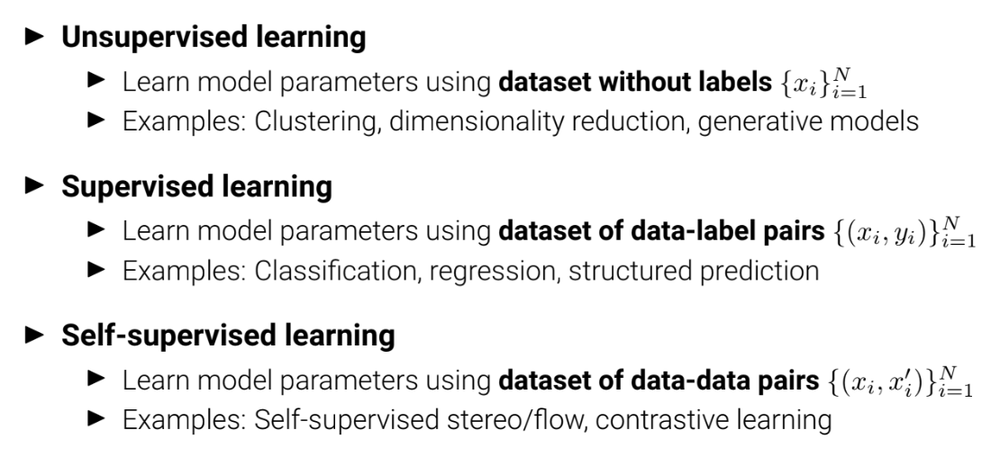 ► Unsupervised learning
► Learn model parameters using dataset without labels $\{x_i\}_{i=1}^N$
► Examples: Clustering, dimensionality reduction, generative models
► Supervised learning
► Learn model parameters using dataset of data-label pairs $\{(x_i, y_i)\}_{i=1}^N$
► Examples: Classification, regression, structured prediction
► Self-supervised learning
► Learn model parameters using dataset of data-data pairs $\{(x_i, x_i')\}_{i=1}^N$
► Examples: Self-supervised stereo/flow, contrastive learning